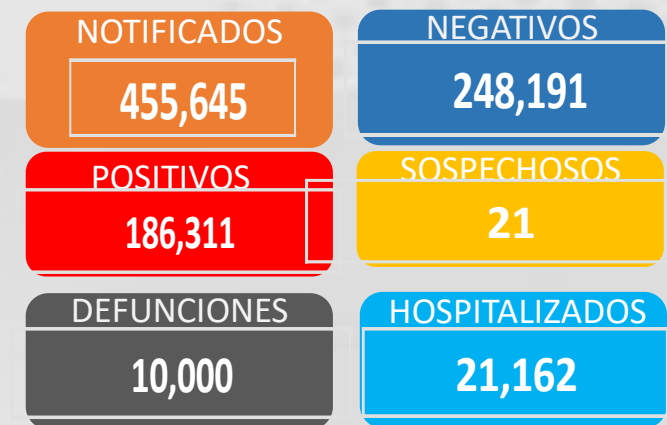 NOTIFICADOS
455,645
NEGATIVOS
248,191
POSITIVOS
186,311
SOSPECHOSOS
21
DEFUNCIONES
10,000
HOSPITALIZADOS
21,162